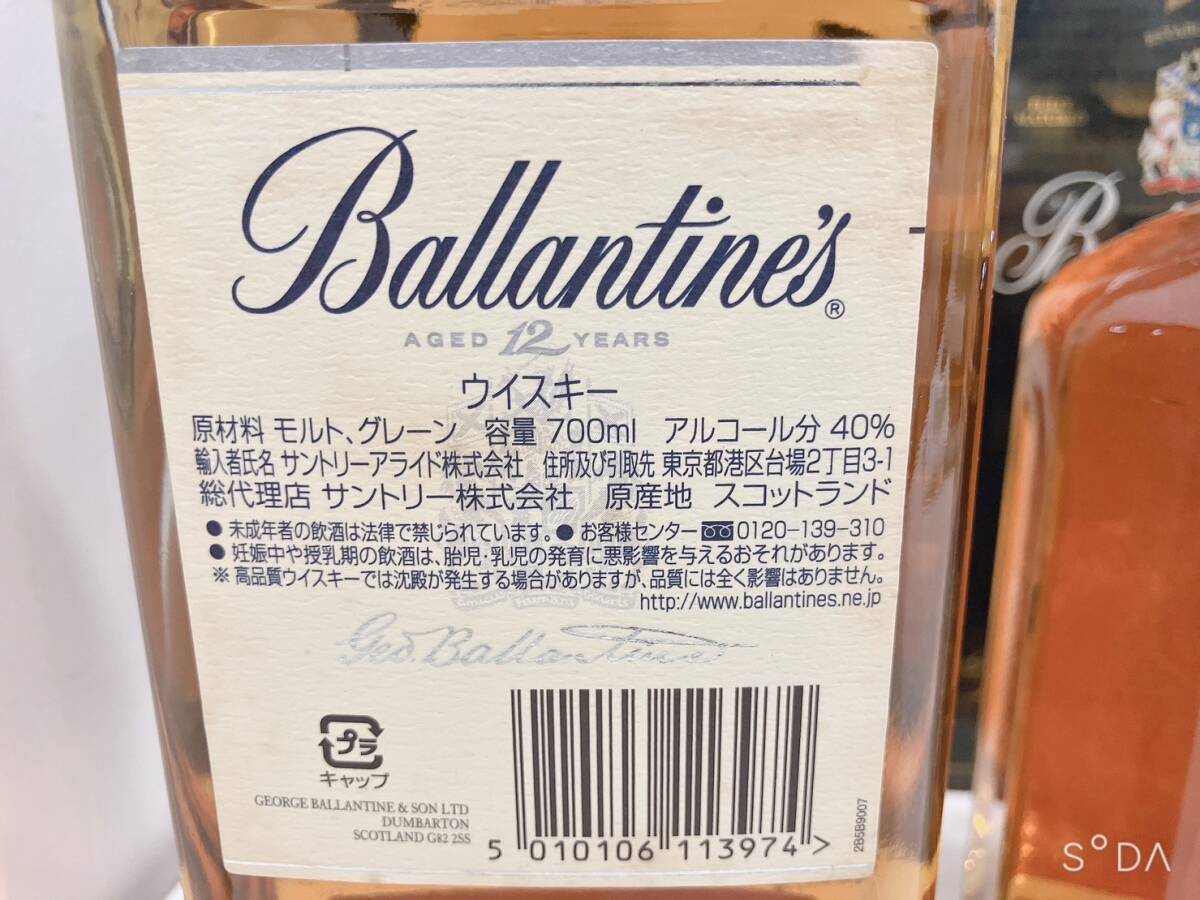 Ballantine's®
AGED 12 YEARS
ウイスキー
原材料 モルト、グレーン 容量 700ml アルコール分 40%
輸入者氏名 サントリーアライド株式会社 住所及び引取先 東京都港区台場2丁目3-1
総代理店 サントリー株式会社 原産地 スコットランド
● 未成年者の飲酒は法律で禁じられています。● お客様センター 0120-139-310
● 妊娠中や授乳期の飲酒は、胎児・乳児の発育に悪影響を与えるおそれがあります。
※ 高品質ウイスキーでは沈殿が発生する場合がありますが、品質には全く影響はありません。
http://www.ballantines.ne.jp
Geo. Ballantine
プラ
キャップ
GEORGE BALLANTINE & SON LTD
DUMBARTON
SCOTLAND G82 2SS
5 010106 113974 >
2B5B9007
B
S°DA